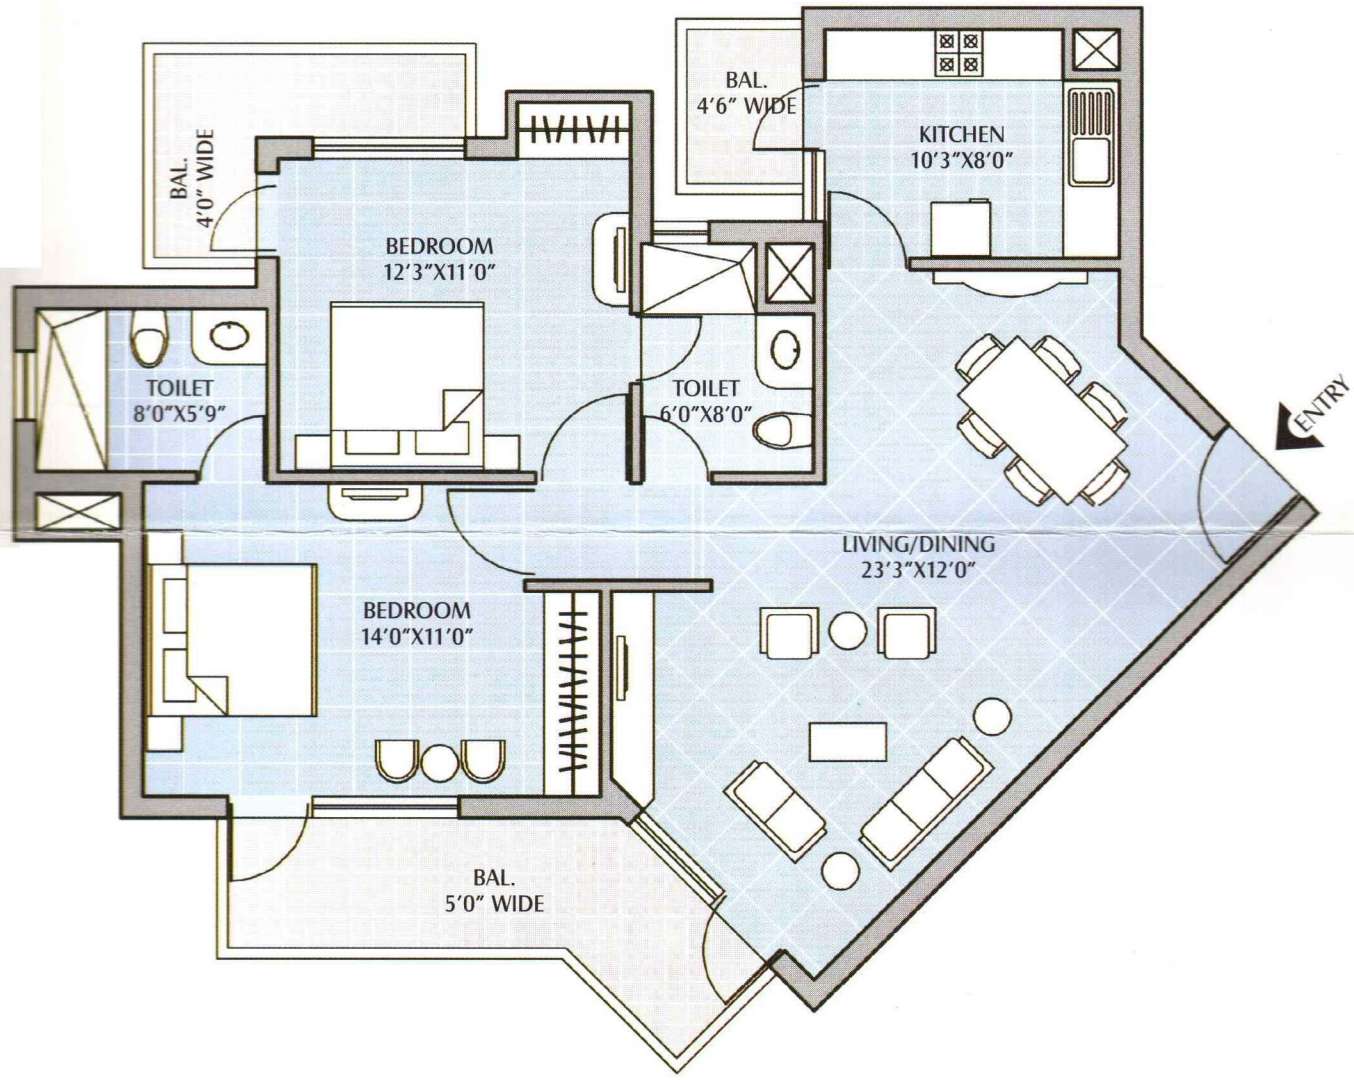 BAL.
4'6" WIDE
KITCHEN
10'3"X8'0"
BAL.
4'0" WIDE
BEDROOM
12'3"X11'0"
TOILET
8'0"X5'9"
TOILET
6'0"X8'0"
ENTRY
LIVING/DINING
23'3"X12'0"
BEDROOM
14'0"X11'0"
BAL.
5'0" WIDE